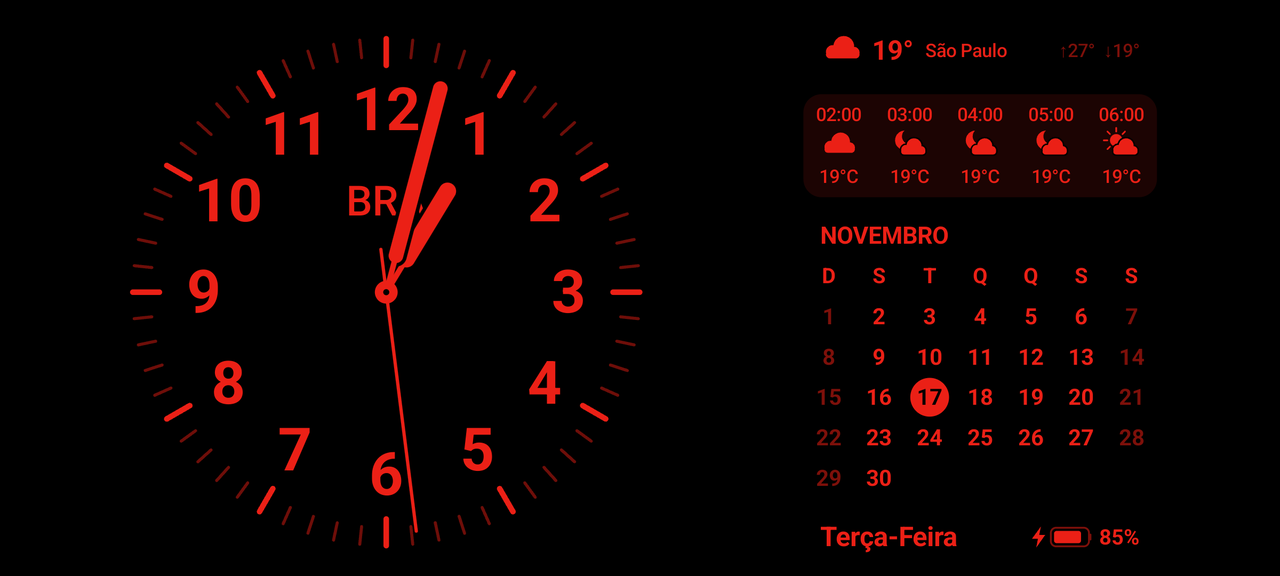 12
1
2
3
4
5
6
7
8
9
10
11
BR
19° São Paulo ↑27° ↓19°
02:00 03:00 04:00 05:00 06:00
19°C 19°C 19°C 19°C 19°C
NOVEMBRO
D S T Q Q S S
1 2 3 4 5 6 7
8 9 10 11 12 13 14
15 16 17 18 19 20 21
22 23 24 25 26 27 28
29 30
Terça-Feira 85%